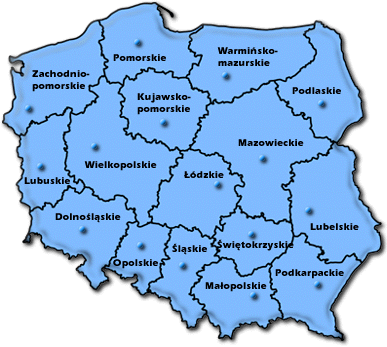 Pomorskie
Warmińsko-
mazurskie
Zachodnio-
pomorskie
Podlaskie
Kujawsko-
pomorskie
Mazowieckie
Wielkopolskie
Łódzkie
Lubuskie
Dolnośląskie
Lubelskie
Śląskie
Świętokrzyskie
Opolskie
Podkarpackie
Małopolskie